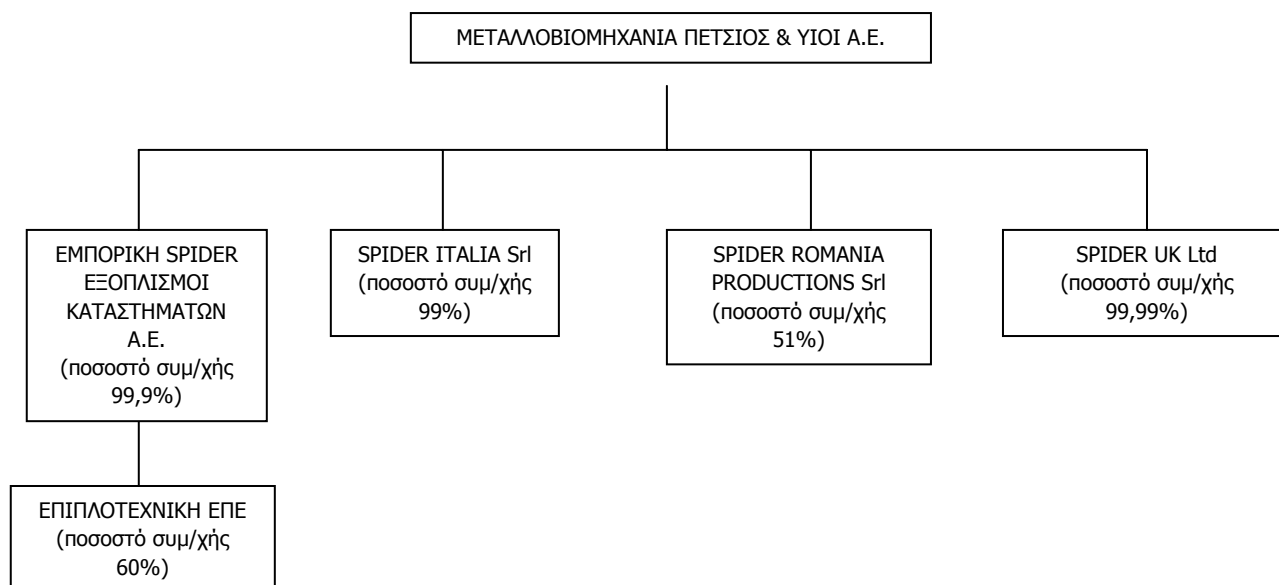 ΜΕΤΑΛΛΟΒΙΟΜΗΧΑΝΙΑ ΠΕΤΣΙΟΣ & ΥΙΟΙ Α.Ε.
ΕΜΠΟΡΙΚΗ SPIDER
ΕΞΟΠΛΙΣΜΟΙ
ΚΑΤΑΣΤΗΜΑΤΩΝ
Α.Ε.
(ποσοστό συμ/χής
99,9%)
SPIDER ITALIA Srl
(ποσοστό συμ/χής
99%)
SPIDER ROMANIA
PRODUCTIONS Srl
(ποσοστό συμ/χής
51%)
SPIDER UK Ltd
(ποσοστό συμ/χής
99,99%)
ΕΠΙΠΛΟΤΕΧΝΙΚΗ ΕΠΕ
(ποσοστό συμ/χής
60%)